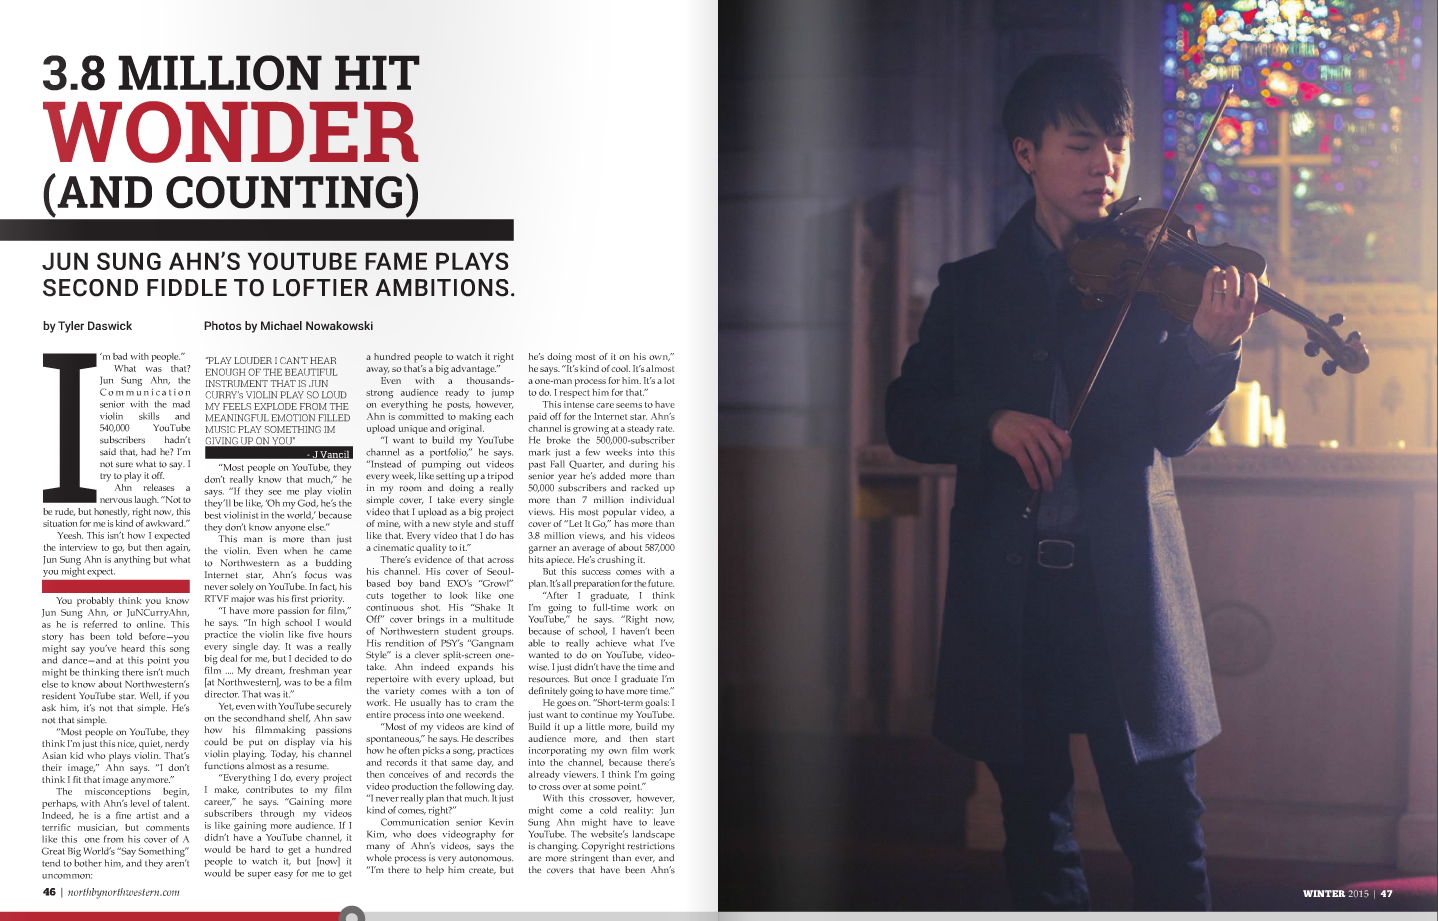 3.8 MILLION HIT
WONDER
(AND COUNTING)
JUN SUNG AHN'S YOUTUBE FAME PLAYS
SECOND FIDDLE TO LOFTIER AMBITIONS.
by Tyler Daswick
Photos by Michael Nowakowski
I'm bad with people."
What was that?
Jun Sung Ahn, the
Communication
senior with the mad
violin skills and
540,000 YouTube
subscribers hadn't
said that, had he? I'm
not sure what to say. I
try to play it off.
Ahn releases a
nervous laugh. "Not to
be rude, but honestly, right now, this
situation for me is kind of awkward."
Yeesh. This isn't how I expected
the interview to go, but then again,
Jun Sung Ahn is anything but what
you might expect.
You probably think you know
Jun Sung Ahn, or JuNCurryAhn,
as he is referred to online. This
story has been told before—you
might say you've heard this song
and dance—and at this point you
might be thinking there isn't much
else to know about Northwestern's
resident YouTube star. Well, if you
ask him, it's not that simple. He's
not that simple.
"Most people on YouTube, they
think I'm just this nice, quiet, nerdy
Asian kid who plays violin. That's
their image," Ahn says. "I don't
think I fit that image anymore."
The misconceptions begin,
perhaps, with Ahn's level of talent.
Indeed, he is a fine artist and a
terrific musician, but comments
like this one from his cover of A
Great Big World's "Say Something"
tend to bother him, and they aren't
uncommon:
"PLAY LOUDER I CAN'T HEAR
ENOUGH OF THE BEAUTIFUL
INSTRUMENT THAT IS JUN
CURRY'S VIOLIN PLAY SO LOUD
MY FEELS EXPLODE FROM THE
MEANINGFUL EMOTION FILLED
MUSIC PLAY SOMETHING IM
GIVING UP ON YOU"
- J Vancil
"Most people on YouTube, they
don't really know that much," he
says. "If they see me play violin
they'll be like, 'Oh my God, he's the
best violinist in the world,' because
they don't know anyone else."
This man is more than just
the violin. Even when he came
to Northwestern as a budding
Internet star, Ahn's focus was
never solely on YouTube. In fact, his
RTVF major was his first priority.
"I have more passion for film,"
he says. "In high school I would
practice the violin like five hours
every single day. It was a really
big deal for me, but I decided to do
film .... My dream, freshman year
[at Northwestern], was to be a film
director. That was it."
Yet, even with YouTube securely
on the secondhand shelf, Ahn saw
how his filmmaking passions
could be put on display via his
violin playing. Today, his channel
functions almost as a resume.
"Everything I do, every project
I make, contributes to my film
career," he says. "Gaining more
subscribers through my videos
is like gaining more audience. If I
didn't have a YouTube channel, it
would be hard to get a hundred
people to watch it, but [now] it
would be super easy for me to get
a hundred people to watch it right
away, so that's a big advantage."
Even with a thousands-
strong audience ready to jump
on everything he posts, however,
Ahn is committed to making each
upload unique and original.
"I want to build my YouTube
channel as a portfolio," he says.
"Instead of pumping out videos
every week, like setting up a tripod
in my room and doing a really
simple cover, I take every single
video that I upload as a big project
of mine, with a new style and stuff
like that. Every video that I do has
a cinematic quality to it."
There's evidence of that across
his channel. His cover of Seoul-
based boy band EXO's "Growl"
cuts together to look like one
continuous shot. His "Shake It
Off" cover brings in a multitude
of Northwestern student groups.
His rendition of PSY's "Gangnam
Style" is a clever split-screen one-
take. Ahn indeed expands his
repertoire with every upload, but
the variety comes with a ton of
work. He usually has to cram the
entire process into one weekend.
"Most of my videos are kind of
spontaneous," he says. He describes
how he often picks a song, practices
and records it that same day, and
then conceives of and records the
video production the following day.
"I never really plan that much. It just
kind of comes, right?"
Communication senior Kevin
Kim, who does videography for
many of Ahn's videos, says the
whole process is very autonomous.
"I'm there to help him create, but
he's doing most of it on his own,"
he says. "It's kind of cool. It's almost
a one-man process for him. It's a lot
to do. I respect him for that."
This intense care seems to have
paid off for the Internet star. Ahn's
channel is growing at a steady rate.
He broke the 500,000-subscriber
mark just a few weeks into this
past Fall Quarter, and during his
senior year he's added more than
50,000 subscribers and racked up
more than 7 million individual
views. His most popular video, a
cover of "Let It Go," has more than
3.8 million views, and his videos
garner an average of about 587,000
hits apiece. He's crushing it.
But this success comes with a
plan. It's all preparation for the future.
"After I graduate, I think
I'm going to full-time work on
YouTube," he says. "Right now,
because of school, I haven't been
able to really achieve what I've
wanted to do on YouTube, video-
wise. I just didn't have the time and
resources. But once I graduate I'm
definitely going to have more time."
He goes on. "Short-term goals: I
just want to continue my YouTube.
Build it up a little more, build my
audience more, and then start
incorporating my own film work
into the channel, because there's
already viewers. I think I'm going
to cross over at some point."
With this crossover, however,
might come a cold reality: Jun
Sung Ahn might have to leave
YouTube. The website's landscape
is changing. Copyright restrictions
are more stringent than ever, and
the covers that have been Ahn's
46 | northbynorthwestern.com
WINTER 2015 | 47